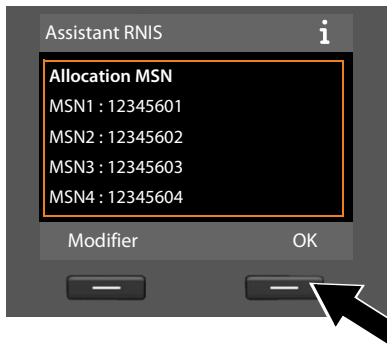 Assistant RNIS i
Allocation MSN
MSN1 : 12345601
MSN2 : 12345602
MSN3 : 12345603
MSN4 : 12345604
Modifier OK